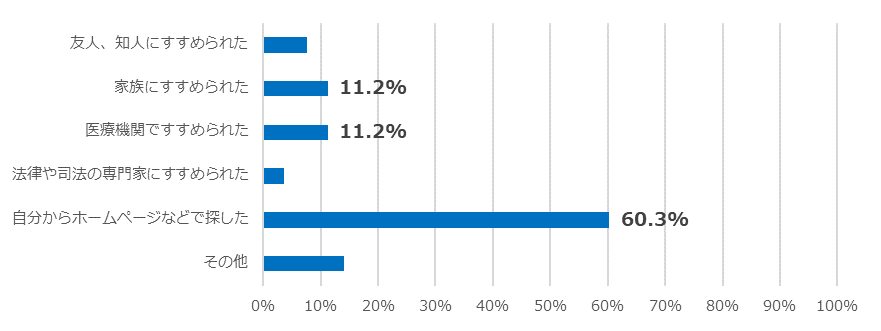 友人、知人にすすめられた
家族にすすめられた 11.2%
医療機関ですすめられた 11.2%
法律や司法の専門家にすすめられた
自分からホームページなどで探した 60.3%
その他
0% 10% 20% 30% 40% 50% 60% 70% 80% 90% 100%